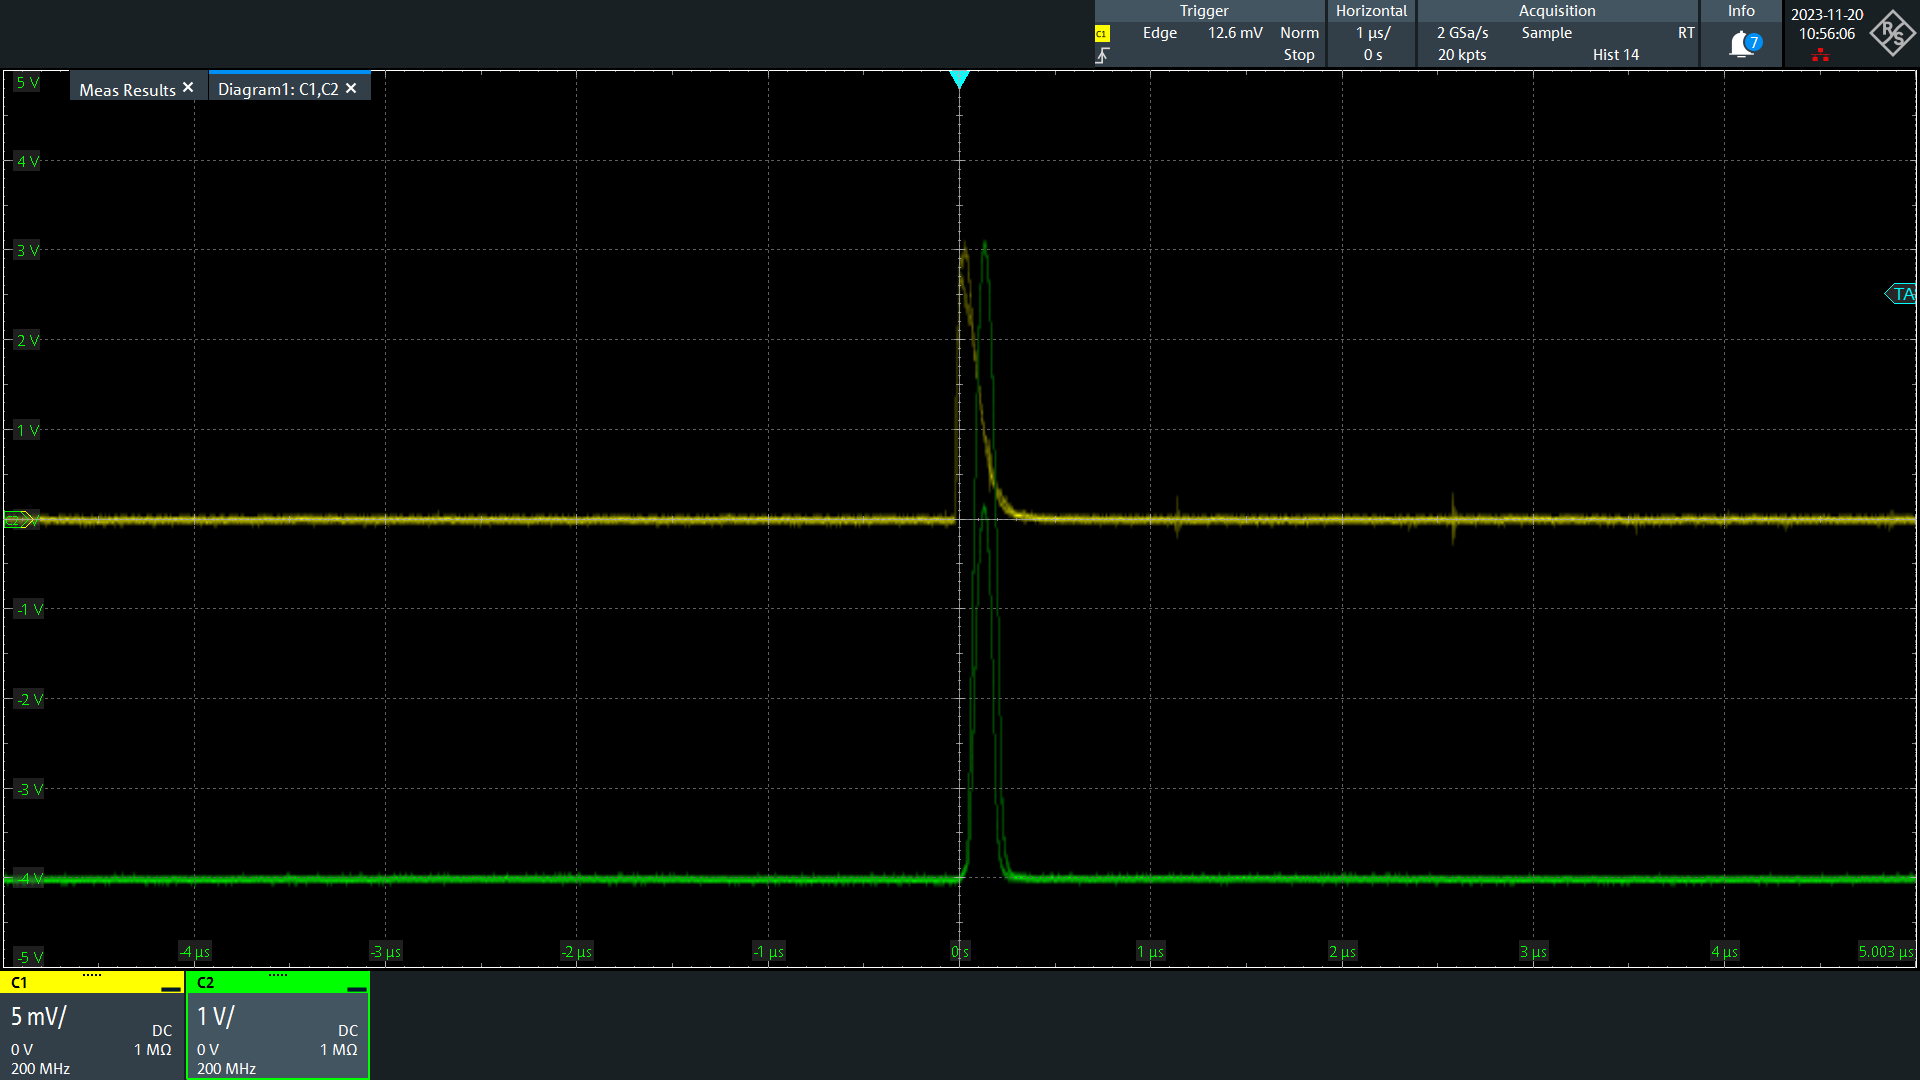 Trigger
Horizontal
Acquisition
Info
2023-11-20
C1
Edge
12.6 mV
Norm
1 µs/
2 GSa/s
Sample
RT
7
10:56:06
R
S
Stop
0 s
20 kpts
Hist 14
5 V
Meas Results
Diagram1: C1,C2
4 V
3 V
TA
2 V
1 V
C2
-1 V
-2 V
-3 V
-4 V
-5 V
-4 µs
-3 µs
-2 µs
-1 µs
0 s
1 µs
2 µs
3 µs
4 µs
5.003 µs
C1
C2
5 mV/
1 V/
DC
DC
0 V
1 MΩ
0 V
1 MΩ
200 MHz
200 MHz